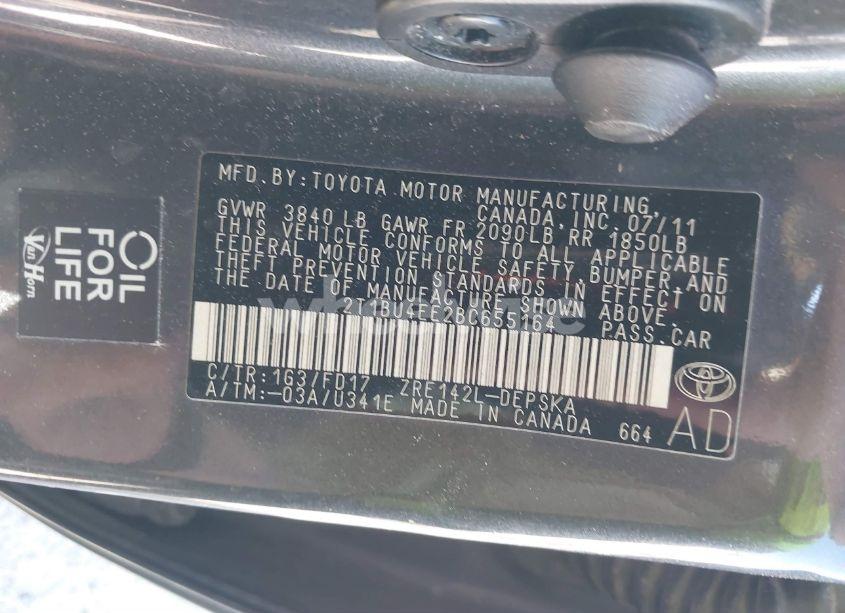 MFD.BY:TOYOTA MOTOR MANUFACTURING,
CANADA, INC. 07/11
GVWR 3840 LB GAWR FR 2090LB RR 1850LB
THIS VEHICLE CONFORMS TO ALL APPLICABLE
FEDERAL MOTOR VEHICLE SAFETY, BUMPER, AND
THEFT PREVENTION STANDARDS IN EFFECT ON
THE DATE OF MANUFACTURE SHOWN ABOVE.
2T1BU4EE2BC655164 PASS.CAR
C/TR:1G3/FD17 ZRE142L-DEPSKA
A/TM:-03A/U341E MADE IN CANADA 664
AD
OIL
FOR
LIFE
Van Horn